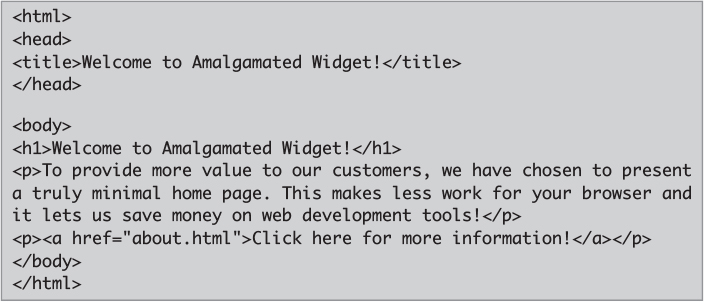 <html>
<head>
<title>Welcome to Amalgamated Widget!</title>
</head>

<body>
<h1>Welcome to Amalgamated Widget!</h1>
<p>To provide more value to our customers, we have chosen to present
a truly minimal home page. This makes less work for your browser and
it lets us save money on web development tools!</p>
<p><a href="about.html">Click here for more information!</a></p>
</body>
</html>